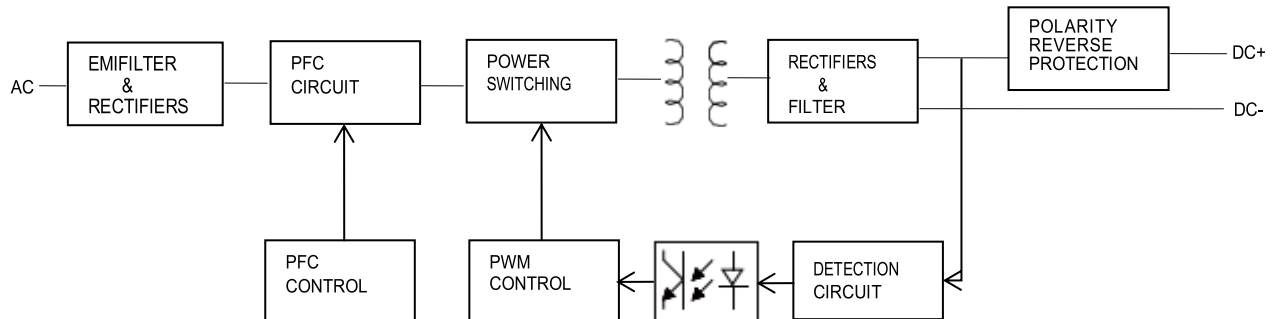 AC
EMIFILTER
&
RECTIFIERS
PFC
CIRCUIT
POWER
SWITCHING
RECTIFIERS
&
FILTER
POLARITY
REVERSE
PROTECTION
DC+
DC-
PFC
CONTROL
PWM
CONTROL
DETECTION
CIRCUIT